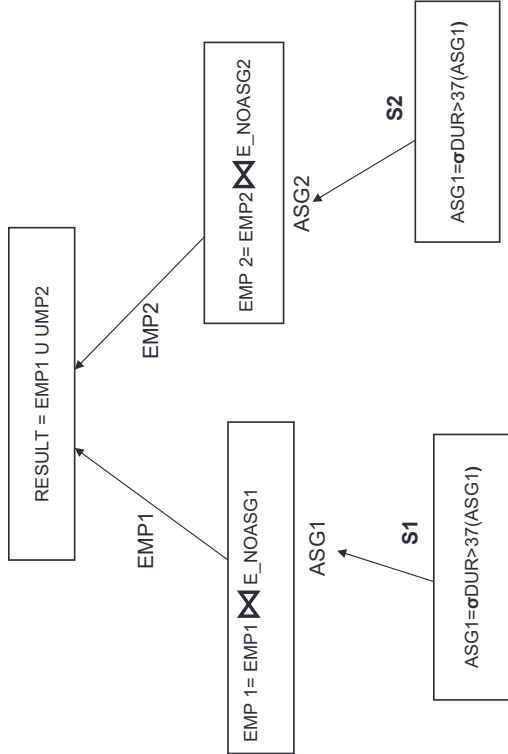 RESULT = EMP1 U UMP2
EMP1
EMP2
EMP 1= EMP1 ⋈ E_NOASG1
EMP 2= EMP2 ⋈ E_NOASG2
ASG1
ASG2
S1
S2
ASG1=σDUR>37(ASG1)
ASG1=σDUR>37(ASG1)